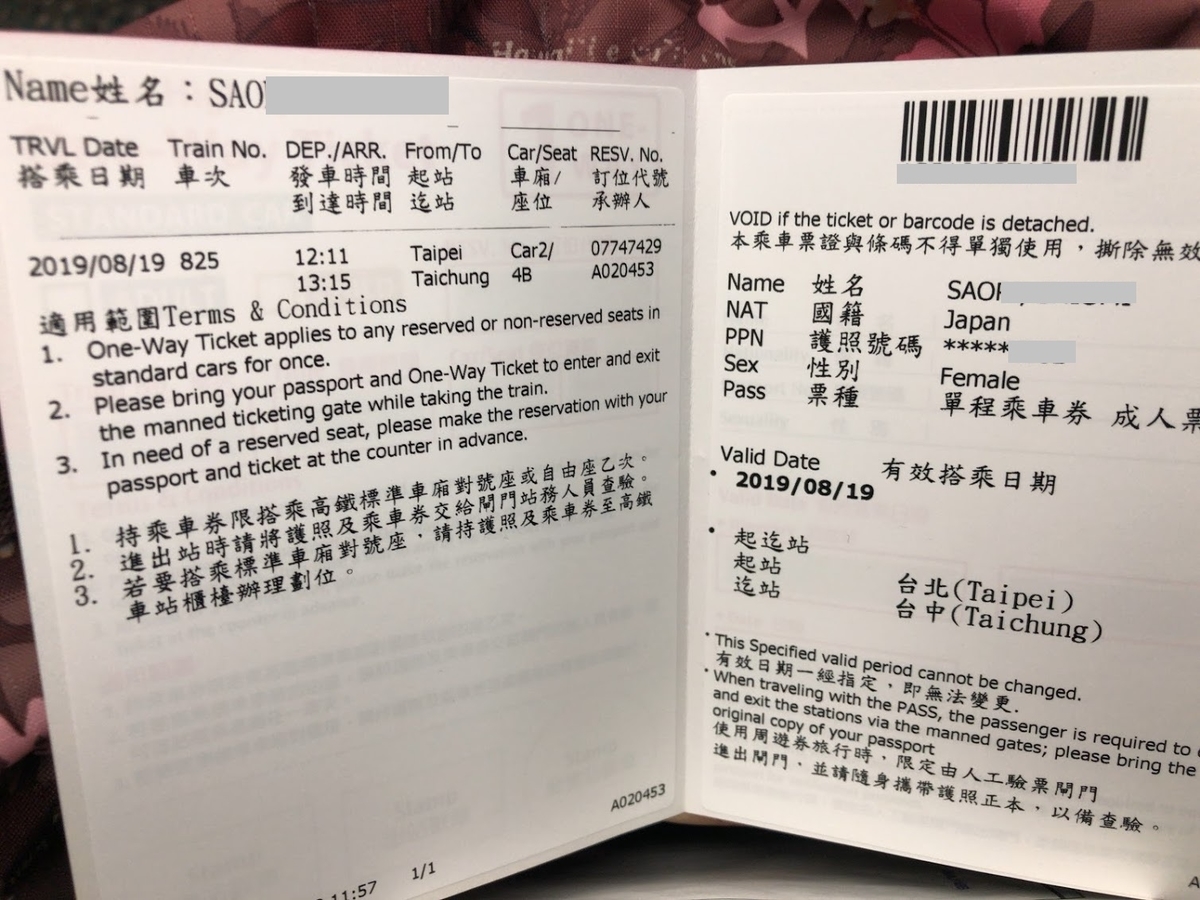 Name姓名：SAO
TRVL Date Train No. DEP./ARR. From/To Car/Seat RESV. No.
搭乘日期 車次 發車時間 起站 車廂/ 訂位代號
到達時間 迄站 座位 承辦人
2019/08/19 825 12:11 Taipei Car2/ 07747429
13:15 Taichung 4B A020453
適用範圍Terms & Conditions
1. One-Way Ticket applies to any reserved or non-reserved seats in
standard cars for once.
2. Please bring your passport and One-Way Ticket to enter and exit
the manned ticketing gate while taking the train.
3. In need of a reserved seat, please make the reservation with your
passport and ticket at the counter in advance.
1. 持乘車券限搭乘高鐵標準車廂對號座或自由座乙次。
2. 進出站時請將護照及乘車券交給閘門站務人員查驗。
3. 若要搭乘標準車廂對號座，請持護照及乘車券至高鐵
車站櫃檯辦理劃位。
A020453
11:57 1/1
VOID if the ticket or barcode is detached.
本乘車票證與條碼不得單獨使用，撕除無效
Name 姓名 SAO
NAT 國籍 Japan
PPN 護照號碼 *****
Sex 性別 Female
Pass 票種 單程乘車券 成人票
Valid Date 有效搭乘日期
• 2019/08/19
• 起迄站
起站 台北(Taipei)
迄站 台中(Taichung)
• This Specified valid period cannot be changed.
有效日期一經指定，即無法變更.
• When traveling with the PASS, the passenger is required to
and exit the stations via the manned gates; please bring the
original copy of your passport
使用周遊券旅行時，限定由人工驗票閘門
進出閘門，並請隨身攜帶護照正本，以備查驗。